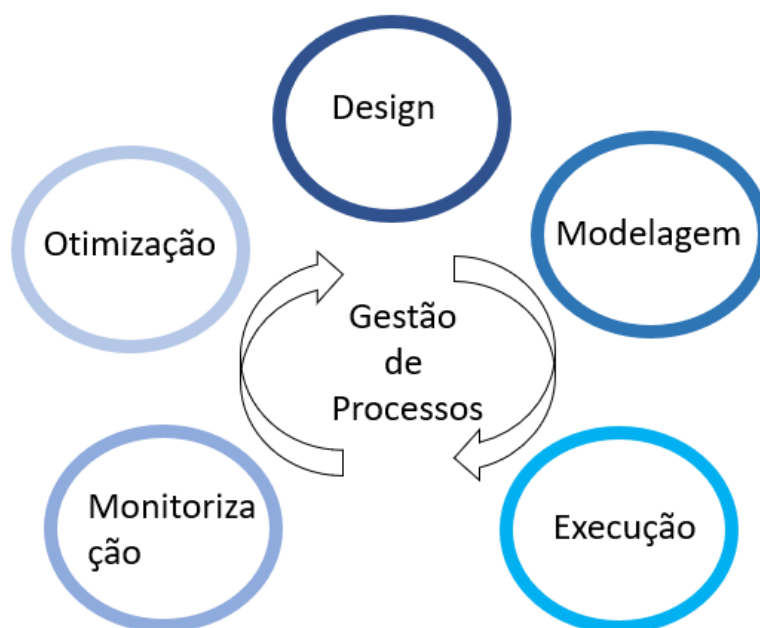 Design
Modelagem
Otimização
Gestão
de
Processos
Monitoriza
ção
Execução